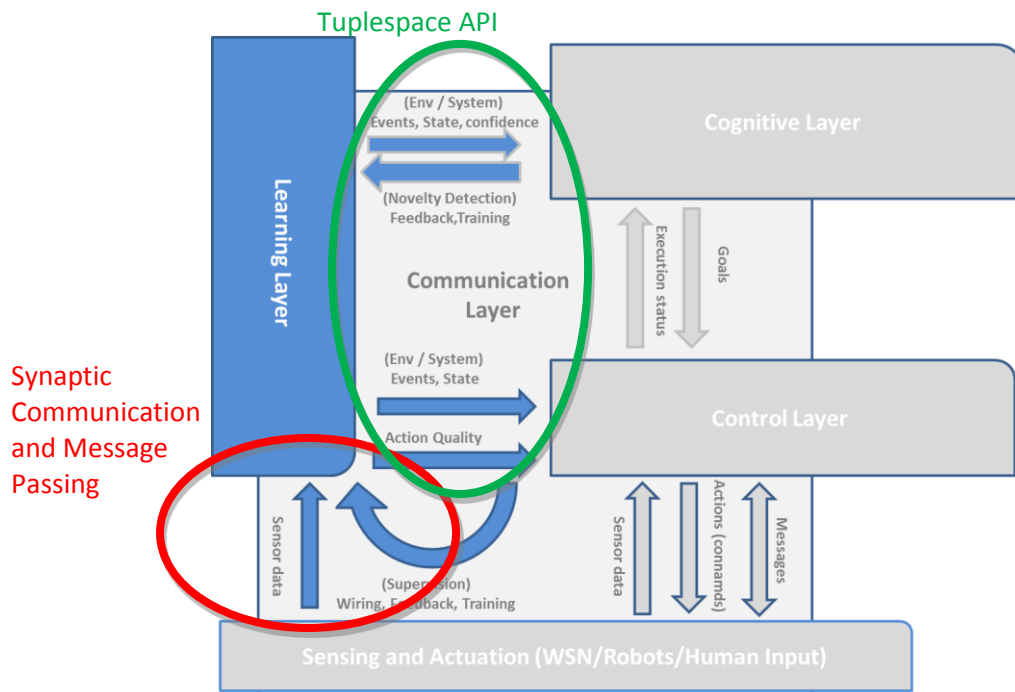 Tuplespace API
(Env / System)
Events, State, confidence
Cognitive Layer
(Novelty Detection)
Feedback,Training
Learning Layer
Communication
Layer
Execution status
Goals
(Env / System)
Events, State
Action Quality
Control Layer
Synaptic
Communication
and Message
Passing
Sensor data
(Supervision)
Wiring, Feedback, Training
Sensor data
Actions (connamds)
Messages
Sensing and Actuation (WSN/Robots/Human Input)